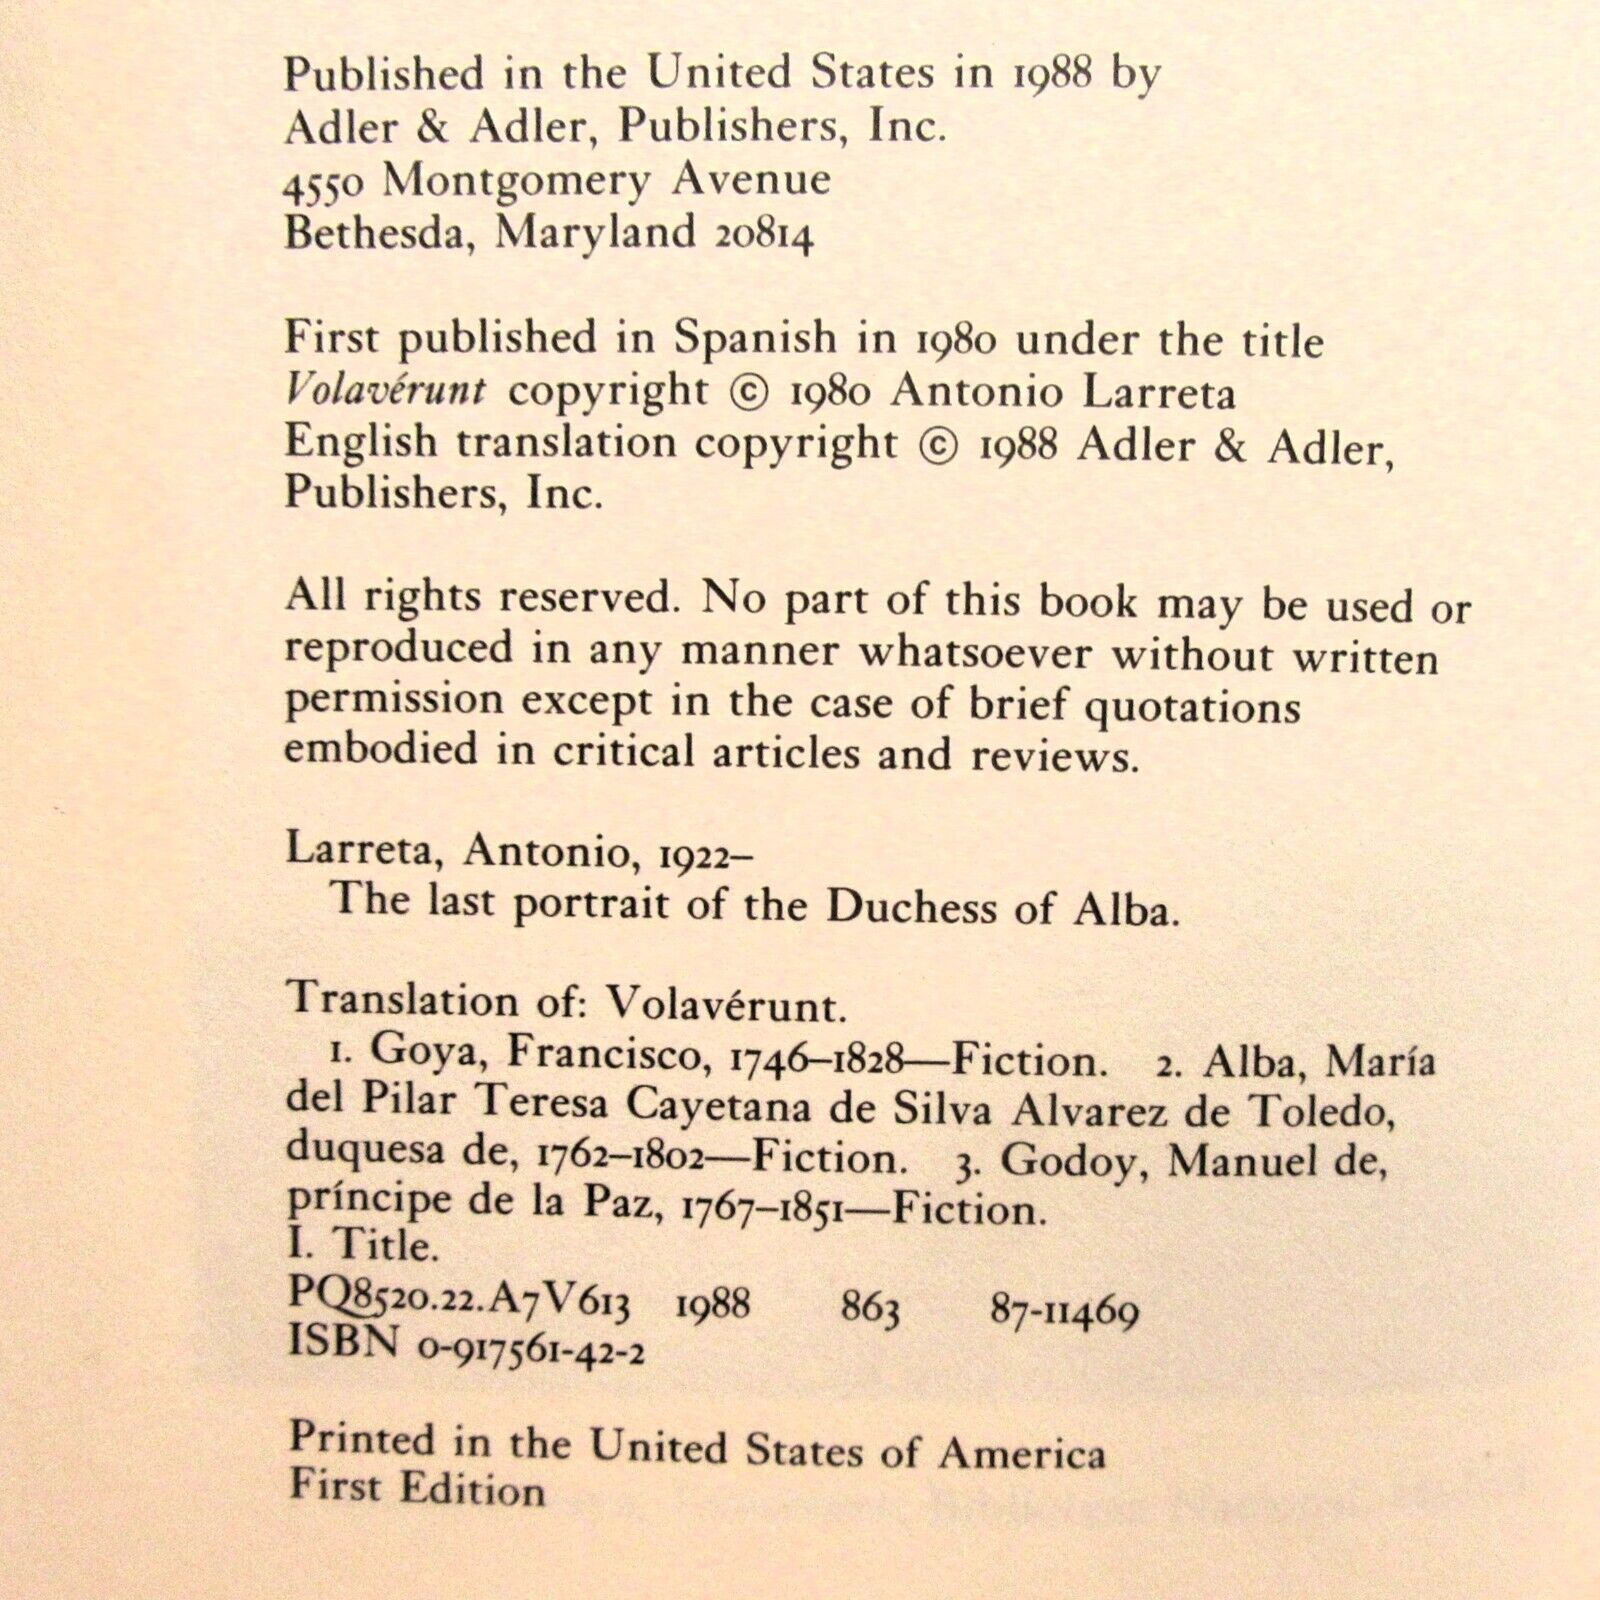 Published in the United States in 1988 by
Adler & Adler, Publishers, Inc.
4550 Montgomery Avenue
Bethesda, Maryland 20814
First published in Spanish in 1980 under the title
Volavérunt copyright © 1980 Antonio Larreta
English translation copyright © 1988 Adler & Adler,
Publishers, Inc.
All rights reserved. No part of this book may be used or
reproduced in any manner whatsoever without written
permission except in the case of brief quotations
embodied in critical articles and reviews.
Larreta, Antonio, 1922–
The last portrait of the Duchess of Alba.
Translation of: Volavérunt.
1. Goya, Francisco, 1746–1828—Fiction. 2. Alba, María
del Pilar Teresa Cayetana de Silva Alvarez de Toledo,
duquesa de, 1762–1802—Fiction. 3. Godoy, Manuel de,
príncipe de la Paz, 1767–1851—Fiction.
I. Title.
PQ8520.22.A7V613 1988 863 87-11469
ISBN 0-917561-42-2
Printed in the United States of America
First Edition